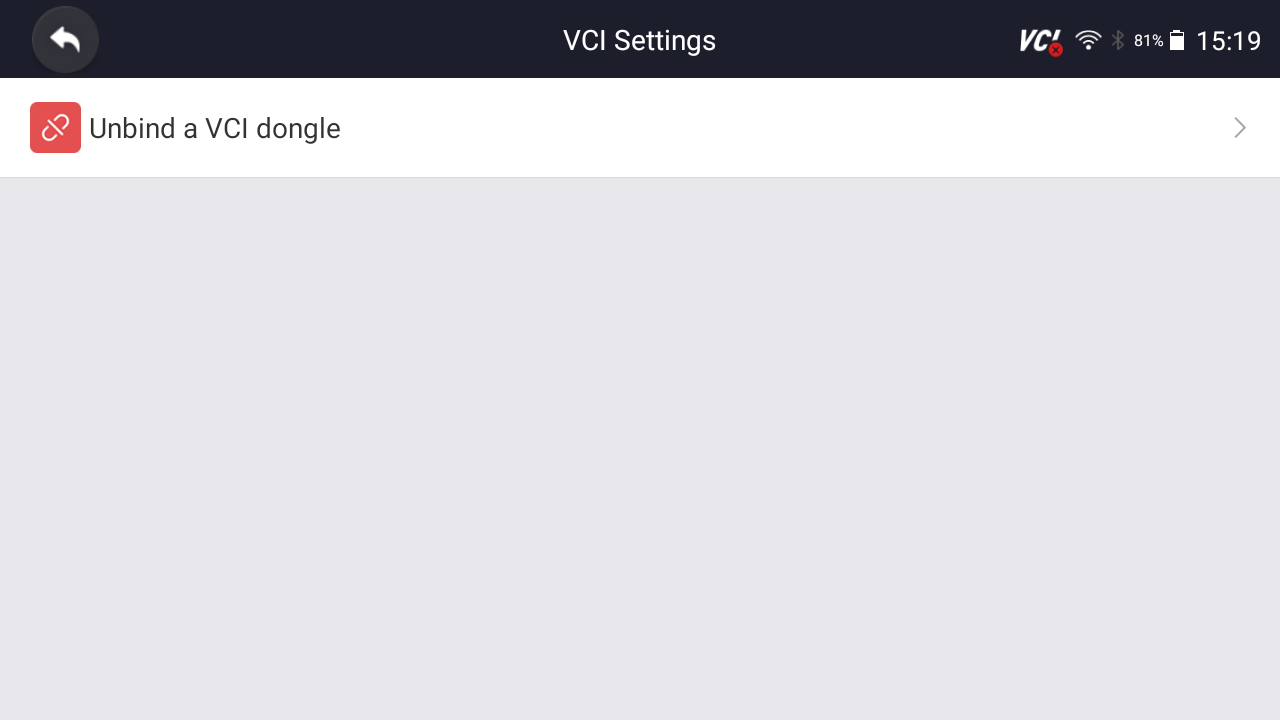 VCI Settings
VCI
81%
15:19
Unbind a VCI dongle